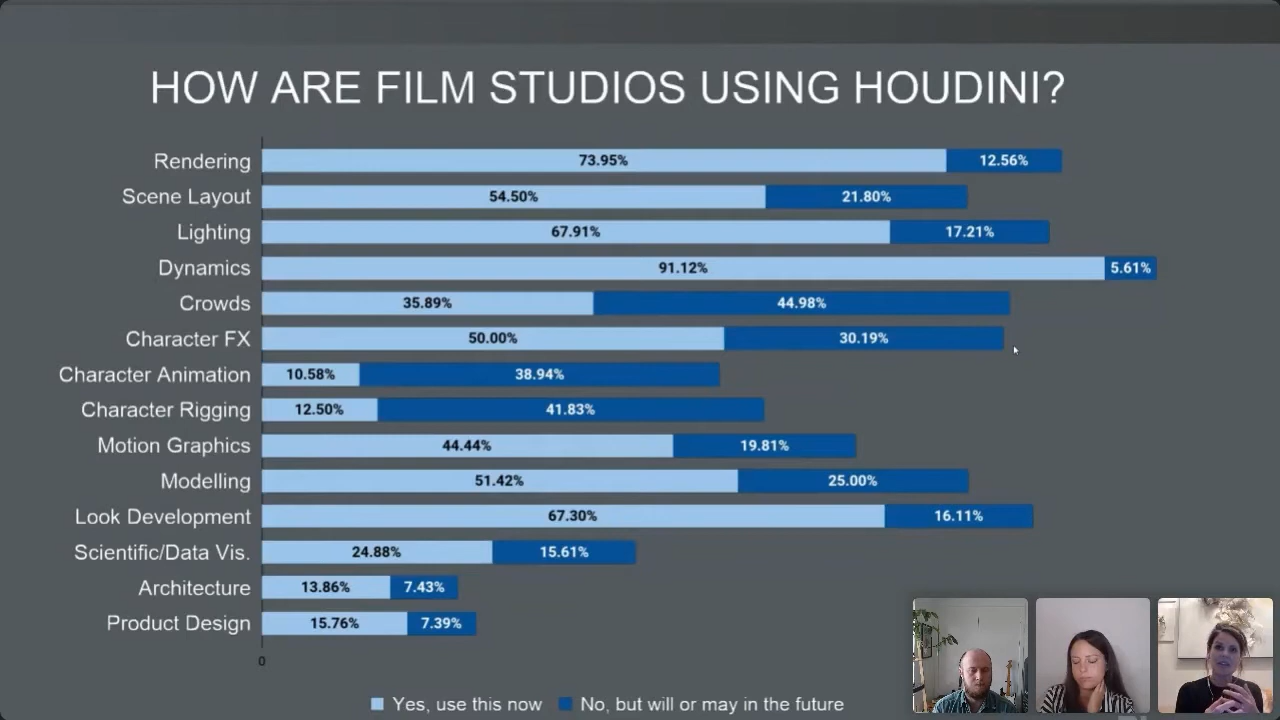 HOW ARE FILM STUDIOS USING HOUDINI?
Rendering 73.95% 12.56%
Scene Layout 54.50% 21.80%
Lighting 67.91% 17.21%
Dynamics 91.12% 5.61%
Crowds 35.89% 44.98%
Character FX 50.00% 30.19%
Character Animation 10.58% 38.94%
Character Rigging 12.50% 41.83%
Motion Graphics 44.44% 19.81%
Modelling 51.42% 25.00%
Look Development 67.30% 16.11%
Scientific/Data Vis. 24.88% 15.61%
Architecture 13.86% 7.43%
Product Design 15.76% 7.39%
0
Yes, use this now No, but will or may in the future